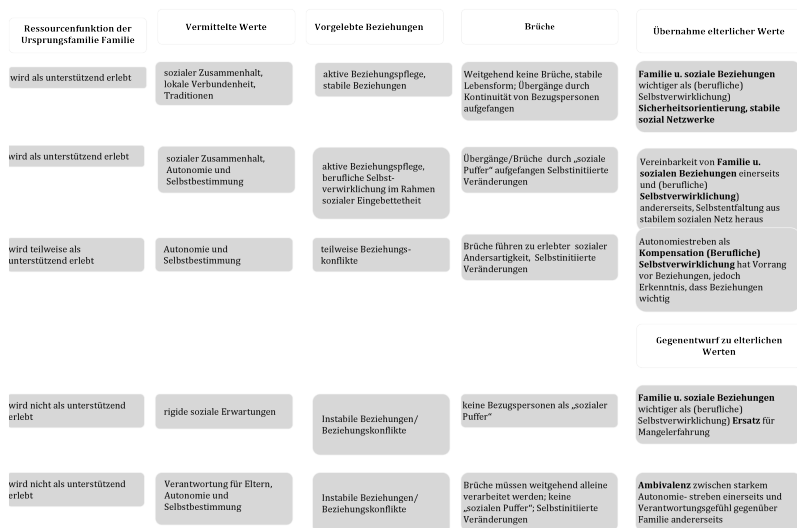 Ressourcenfunktion der
Ursprungsfamilie Familie
Vermittelte Werte
Vorgelebte Beziehungen
Brüche
Übernahme elterlicher Werte
wird als unterstützend erlebt
sozialer Zusammenhalt,
lokale Verbundenheit,
Traditionen
aktive Beziehungspflege,
stabile Beziehungen
Weitgehend keine Brüche, stabile
Lebensform; Übergänge durch
Kontinuität von Bezugspersonen
aufgefangen
Familie u. soziale Beziehungen
wichtiger als (berufliche)
Selbstverwirklichung)
Sicherheitsorientierung, stabile
sozial Netzwerke
wird als unterstützend erlebt
sozialer Zusammenhalt,
Autonomie und
Selbstbestimmung
aktive Beziehungspflege,
berufliche Selbst-
verwirklichung im Rahmen
sozialer Eingebettetheit
Übergänge/Brüche durch „soziale
Puffer“ aufgefangen Selbstinitiierte
Veränderungen
Vereinbarkeit von Familie u.
sozialen Beziehungen einerseits
und (berufliche)
Selbstverwirklichung)
andererseits, Selbstentfaltung aus
stabilem sozialen Netz heraus
wird teilweise als
unterstützend erlebt
Autonomie und
Selbstbestimmung
teilweise Beziehungs-
konflikte
Brüche führen zu erlebter sozialer
Andersartigkeit, Selbstinitiierte
Veränderungen
Autonomiestreben als
Kompensation (Berufliche)
Selbstverwirklichung hat Vorrang
vor Beziehungen, jedoch
Erkenntnis, dass Beziehungen
wichtig
Gegenentwurf zu elterlichen
Werten
wird nicht als unterstützend
erlebt
rigide soziale Erwartungen
Instabile Beziehungen/
Beziehungskonflikte
keine Bezugspersonen als „sozialer
Puffer“
Familie u. soziale Beziehungen
wichtiger als (berufliche)
Selbstverwirklichung) Ersatz für
Mangelerfahrung
wird nicht als unterstützend
erlebt
Verantwortung für Eltern,
Autonomie und
Selbstbestimmung
Instabile Beziehungen/
Beziehungskonflikte
Brüche müssen weitgehend alleine
verarbeitet werden; keine
„sozialen Puffer“; Selbstinitiierte
Veränderungen
Ambivalenz zwischen starkem
Autonomie- streben einerseits und
Verantwortungsgefühl gegenüber
Familie andererseits